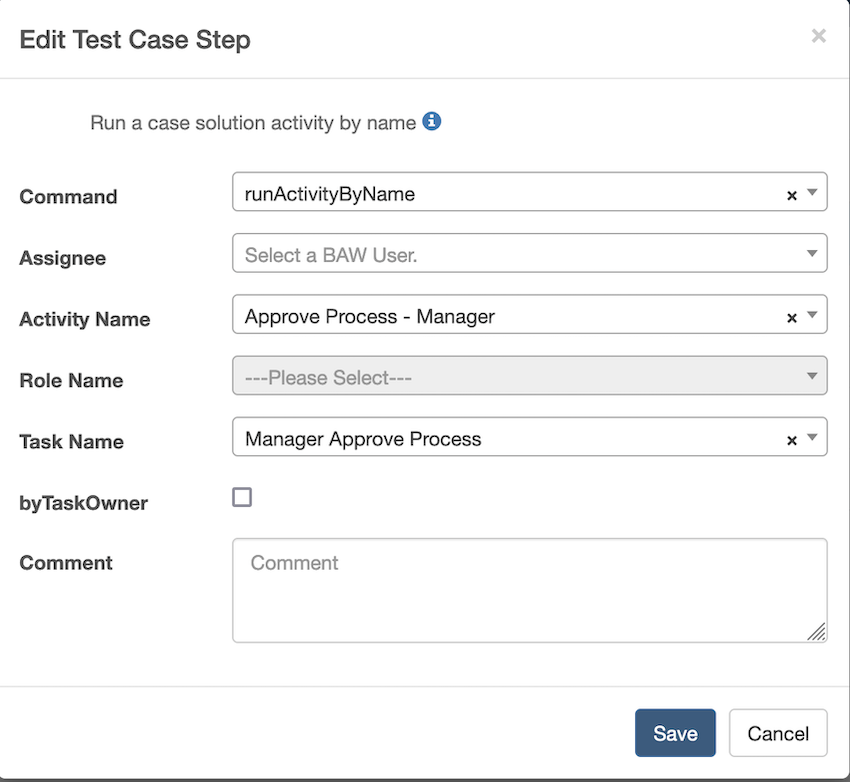 Edit Test Case Step ×
Run a case solution activity by name
Command runActivityByName ×
Assignee Select a BAW User.
Activity Name Approve Process - Manager ×
Role Name ---Please Select---
Task Name Manager Approve Process ×
byTaskOwner
Comment Comment
Save Cancel